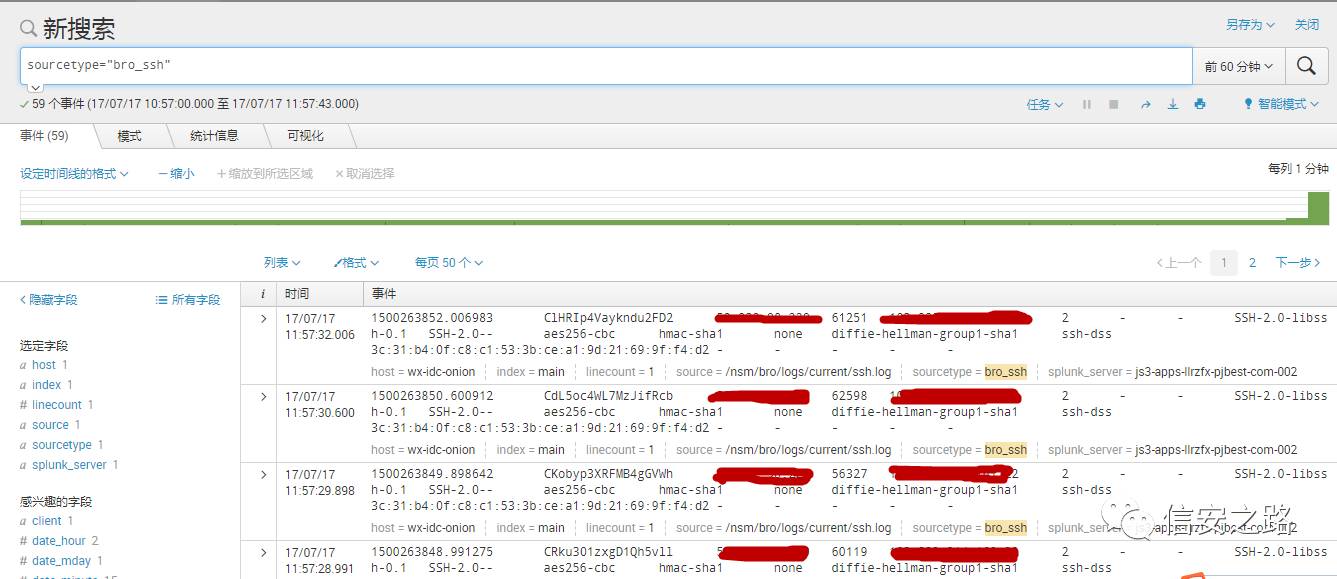 新搜索
另存为 关闭
sourcetype="bro_ssh"
前 60 分钟
59 个事件 (17/07/17 10:57:00.000 至 17/07/17 11:57:43.000)
任务 智能模式
事件 (59) 模式 统计信息 可视化
设定时间线的格式 — 缩小 + 缩放到所选区域 × 取消选择
每列 1 分钟
列表 格式 每页 50 个
上一个 1 2 下一步
隐藏字段 所有字段
i 时间 事件
选定字段
a host 1
a index 1
# linecount 1
a source 1
a sourcetype 1
a splunk_server 1
感兴趣的字段
a client 1
# date_hour 2
# date_mday 1
17/07/17 11:57:32.006
1500263852.006983 ClHRIp4Vaykndu2FD2 61251 2 - - SSH-2.0-libss
h-0.1 SSH-2.0-- aes256-cbc hmac-sha1 none diffie-hellman-group1-sha1 ssh-dss
3c:31:b4:0f:c8:c1:53:3b:ce:a1:9d:21:69:9f:f4:d2 - - - - -
host = wx-idc-onion index = main linecount = 1 source = /nsm/bro/logs/current/ssh.log sourcetype = bro_ssh splunk_server = js3-apps-llrzfx-pjbest-com-002
17/07/17 11:57:30.600
1500263850.600912 CdL5oc4WL7MzJifRcb 62598 2 - - SSH-2.0-libss
h-0.1 SSH-2.0-- aes256-cbc hmac-sha1 none diffie-hellman-group1-sha1 ssh-dss
3c:31:b4:0f:c8:c1:53:3b:ce:a1:9d:21:69:9f:f4:d2 - - - - -
host = wx-idc-onion index = main linecount = 1 source = /nsm/bro/logs/current/ssh.log sourcetype = bro_ssh splunk_server = js3-apps-llrzfx-pjbest-com-002
17/07/17 11:57:29.898
1500263849.898642 CKobyp3XRFMB4gGVWh 56327 2 - - SSH-2.0-libss
h-0.1 SSH-2.0-- aes256-cbc hmac-sha1 none diffie-hellman-group1-sha1 ssh-dss
3c:31:b4:0f:c8:c1:53:3b:ce:a1:9d:21:69:9f:f4:d2 - - - - -
host = wx-idc-onion index = main linecount = 1 source = /nsm/bro/logs/current/ssh.log sourcetype = bro_ssh
信安之路
17/07/17 11:57:28.991
1500263848.991275 CRku301zxgD1Qh5vll 60119 2 - - SSH-2.0-libss
h-0.1 SSH-2.0-- aes256-cbc hmac-sha1 none diffie-hellman-group1-sha1 ssh-dss